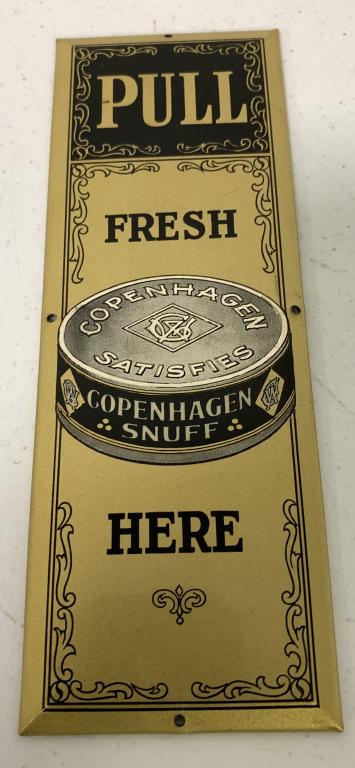 PULL
FRESH
COPENHAGEN
SATISFIES
COPENHAGEN
SNUFF
HERE